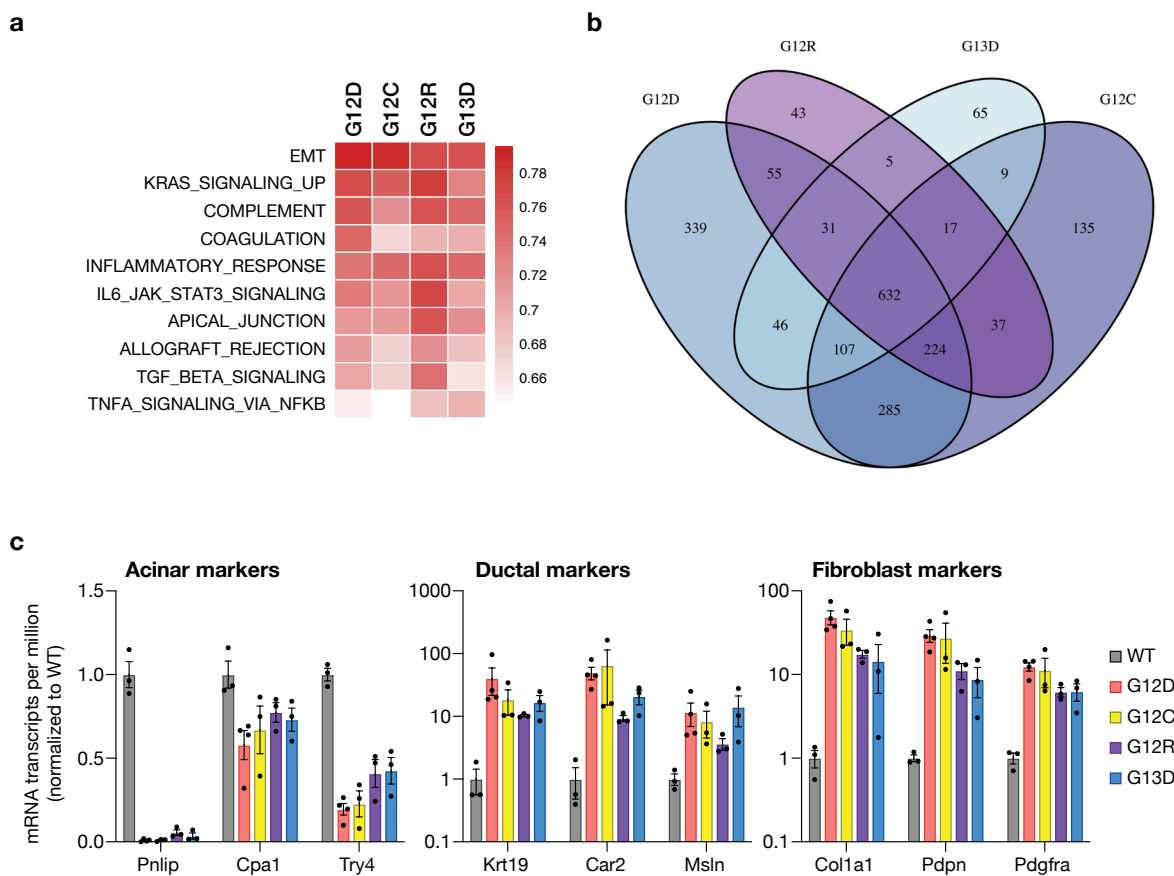 a
G12D G12C G12R G13D
EMT
KRAS_SIGNALING_UP
COMPLEMENT
COAGULATION
INFLAMMATORY_RESPONSE
IL6_JAK_STAT3_SIGNALING
APICAL_JUNCTION
ALLOGRAFT_REJECTION
TGF_BETA_SIGNALING
TNFA_SIGNALING_VIA_NFKB
0.78
0.76
0.74
0.72
0.7
0.68
0.66
b
G12R G13D
G12D G12C
43 65
5
55 9
339 31 17 135
632
46 37
107 224
285
c
mRNA transcripts per million
(normalized to WT)
Acinar markers
1.5
1.0
0.5
0.0
Pnlip Cpa1 Try4
Ductal markers
1000
100
10
1
0.1
Krt19 Car2 Msln
Fibroblast markers
100
10
1
0.1
Col1a1 Pdpn Pdgfra
WT
G12D
G12C
G12R
G13D